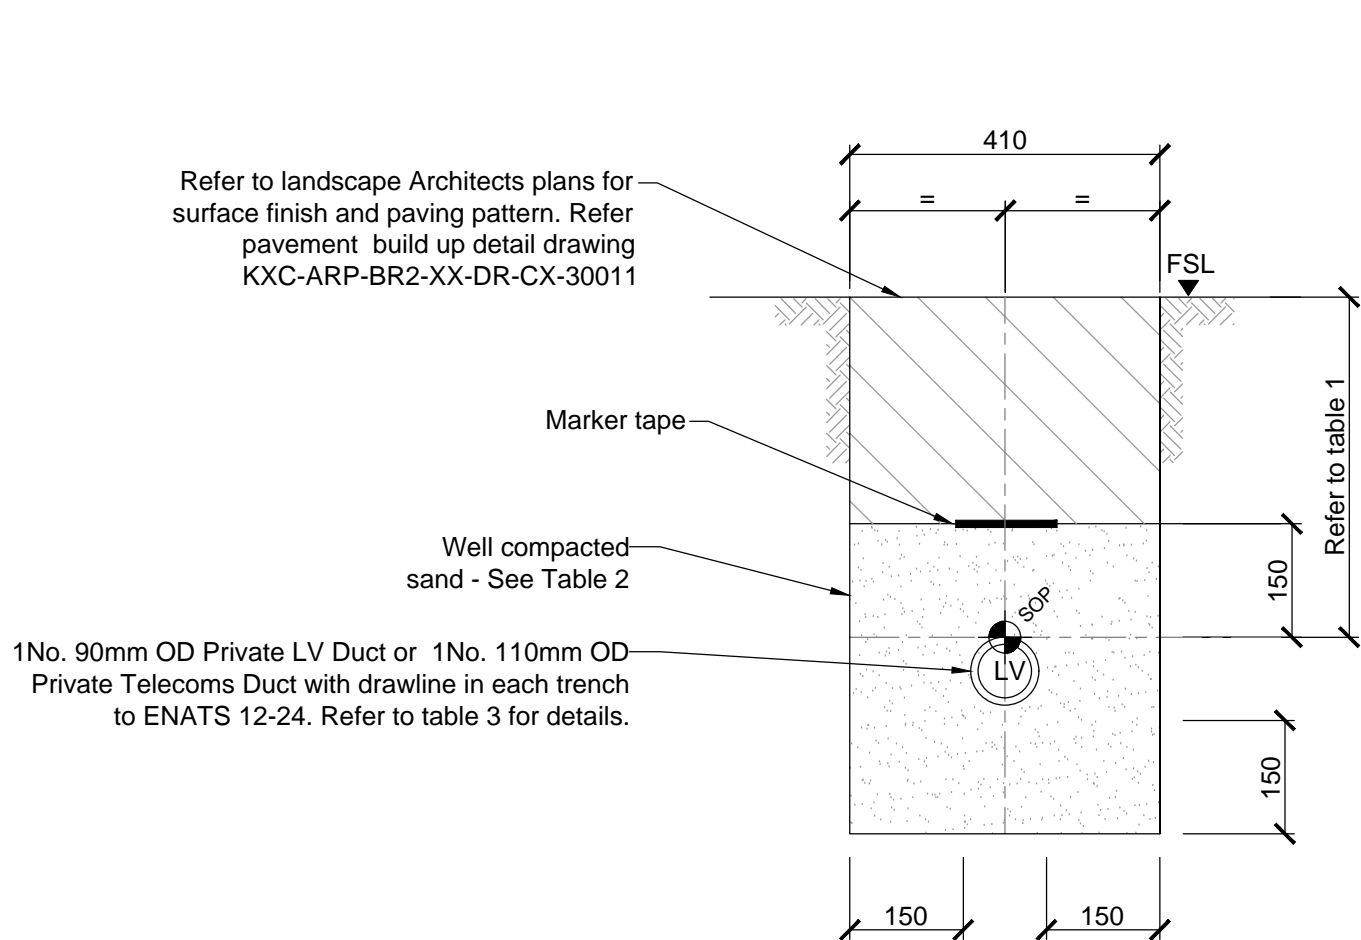 410
Refer to landscape Architects plans for
surface finish and paving pattern. Refer
pavement build up detail drawing
KXC-ARP-BR2-XX-DR-CX-30011
= =
FSL
Refer to table 1
Marker tape
Well compacted
sand - See Table 2
150
SOP
1No. 90mm OD Private LV Duct or 1No. 110mm OD
Private Telecoms Duct with drawline in each trench
to ENATS 12-24. Refer to table 3 for details.
LV
150
150 150